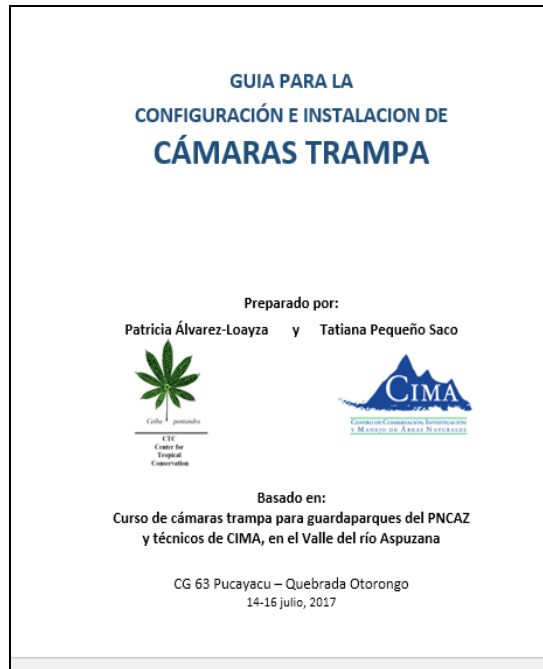 GUIA PARA LA
CONFIGURACIÓN E INSTALACION DE
CÁMARAS TRAMPA
Preparado por:
Patricia Álvarez-Loayza y Tatiana Pequeño Saco
Ceiba pentandra
CTC
Center for
Tropical
Conservation
CIMA
CENTRO DE CONSERVACIÓN, INVESTIGACIÓN
Y MANEJO DE ÁREAS NATURALES
Basado en:
Curso de cámaras trampa para guardaparques del PNCAZ
y técnicos de CIMA, en el Valle del río Aspuzana
CG 63 Pucayacu – Quebrada Otorongo
14-16 julio, 2017